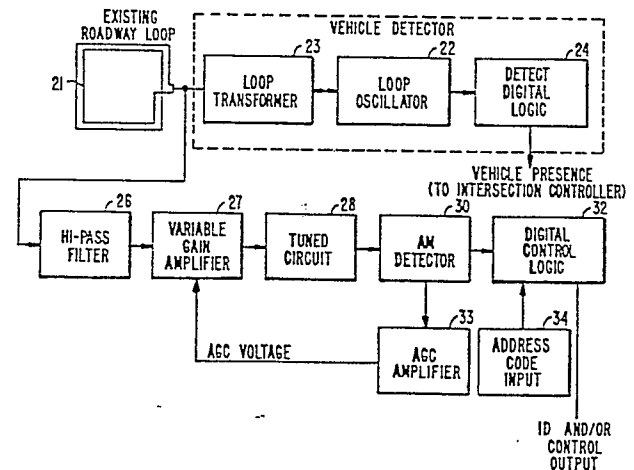 EXISTING
ROADWAY LOOP
21
VEHICLE DETECTOR
23
LOOP
TRANSFORMER
22
LOOP
OSCILLATOR
24
DETECT
DIGITAL
LOGIC
VEHICLE PRESENCE
(TO INTERSECTION CONTROLLER)
26
HI-PASS
FILTER
27
VARIABLE
GAIN
AMPLIFIER
28
TUNED
CIRCUIT
30
AM
DETECTOR
32
DIGITAL
CONTROL
LOGIC
AGC VOLTAGE
33
AGC
AMPLIFIER
34
ADDRESS
CODE
INPUT
ID AND/OR
CONTROL
OUTPUT